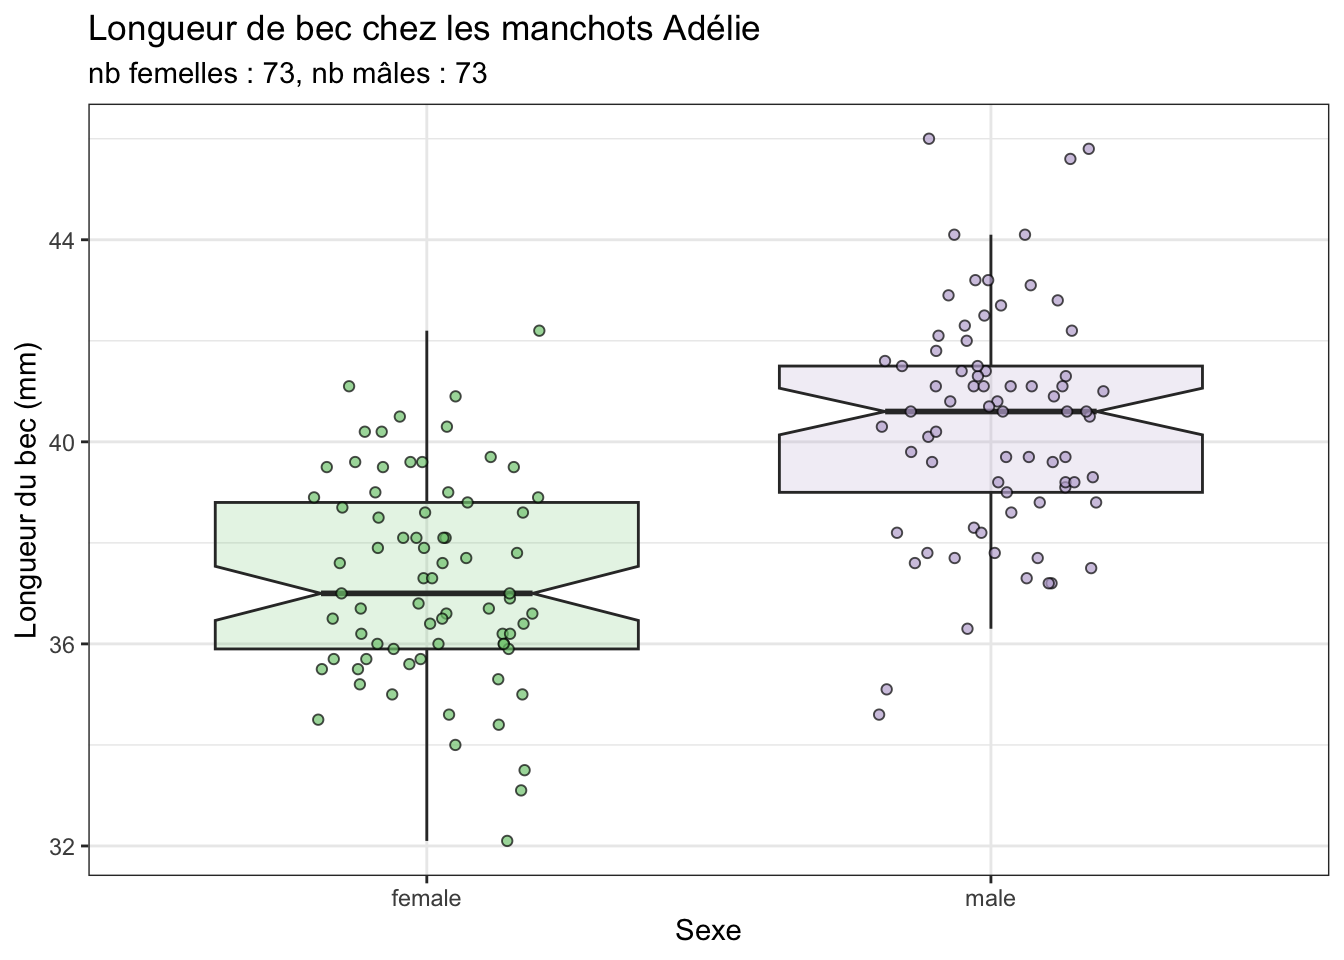 Longueur de bec chez les manchots Adélie
nb femelles : 73, nb mâles : 73
Longueur du bec (mm)
44
40
36
32
female
male
Sexe